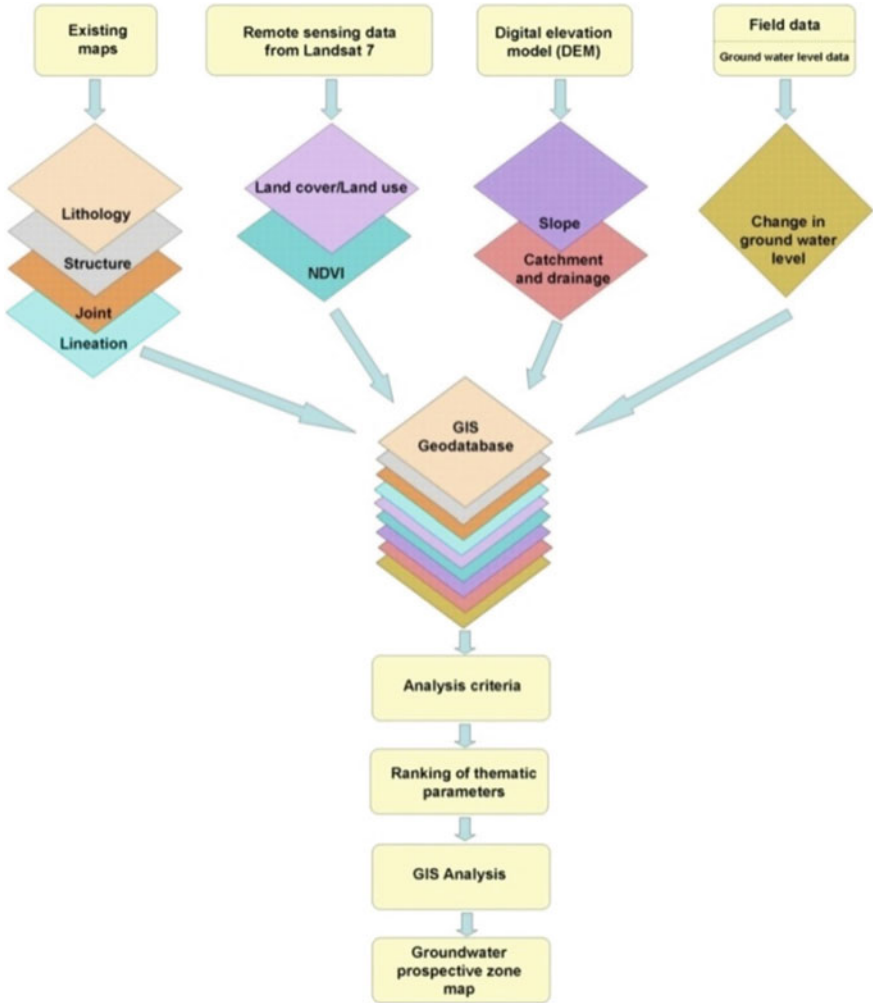 Existing
maps
Remote sensing data
from Landsat 7
Digital elevation
model (DEM)
Field data
Ground water level data
Lithology
Structure
Joint
Lineation
Land cover/Land use
NDVI
Slope
Catchment
and drainage
Change in
ground water
level
GIS
Geodatabase
Analysis criteria
Ranking of thematic
parameters
GIS Analysis
Groundwater
prospective zone
map